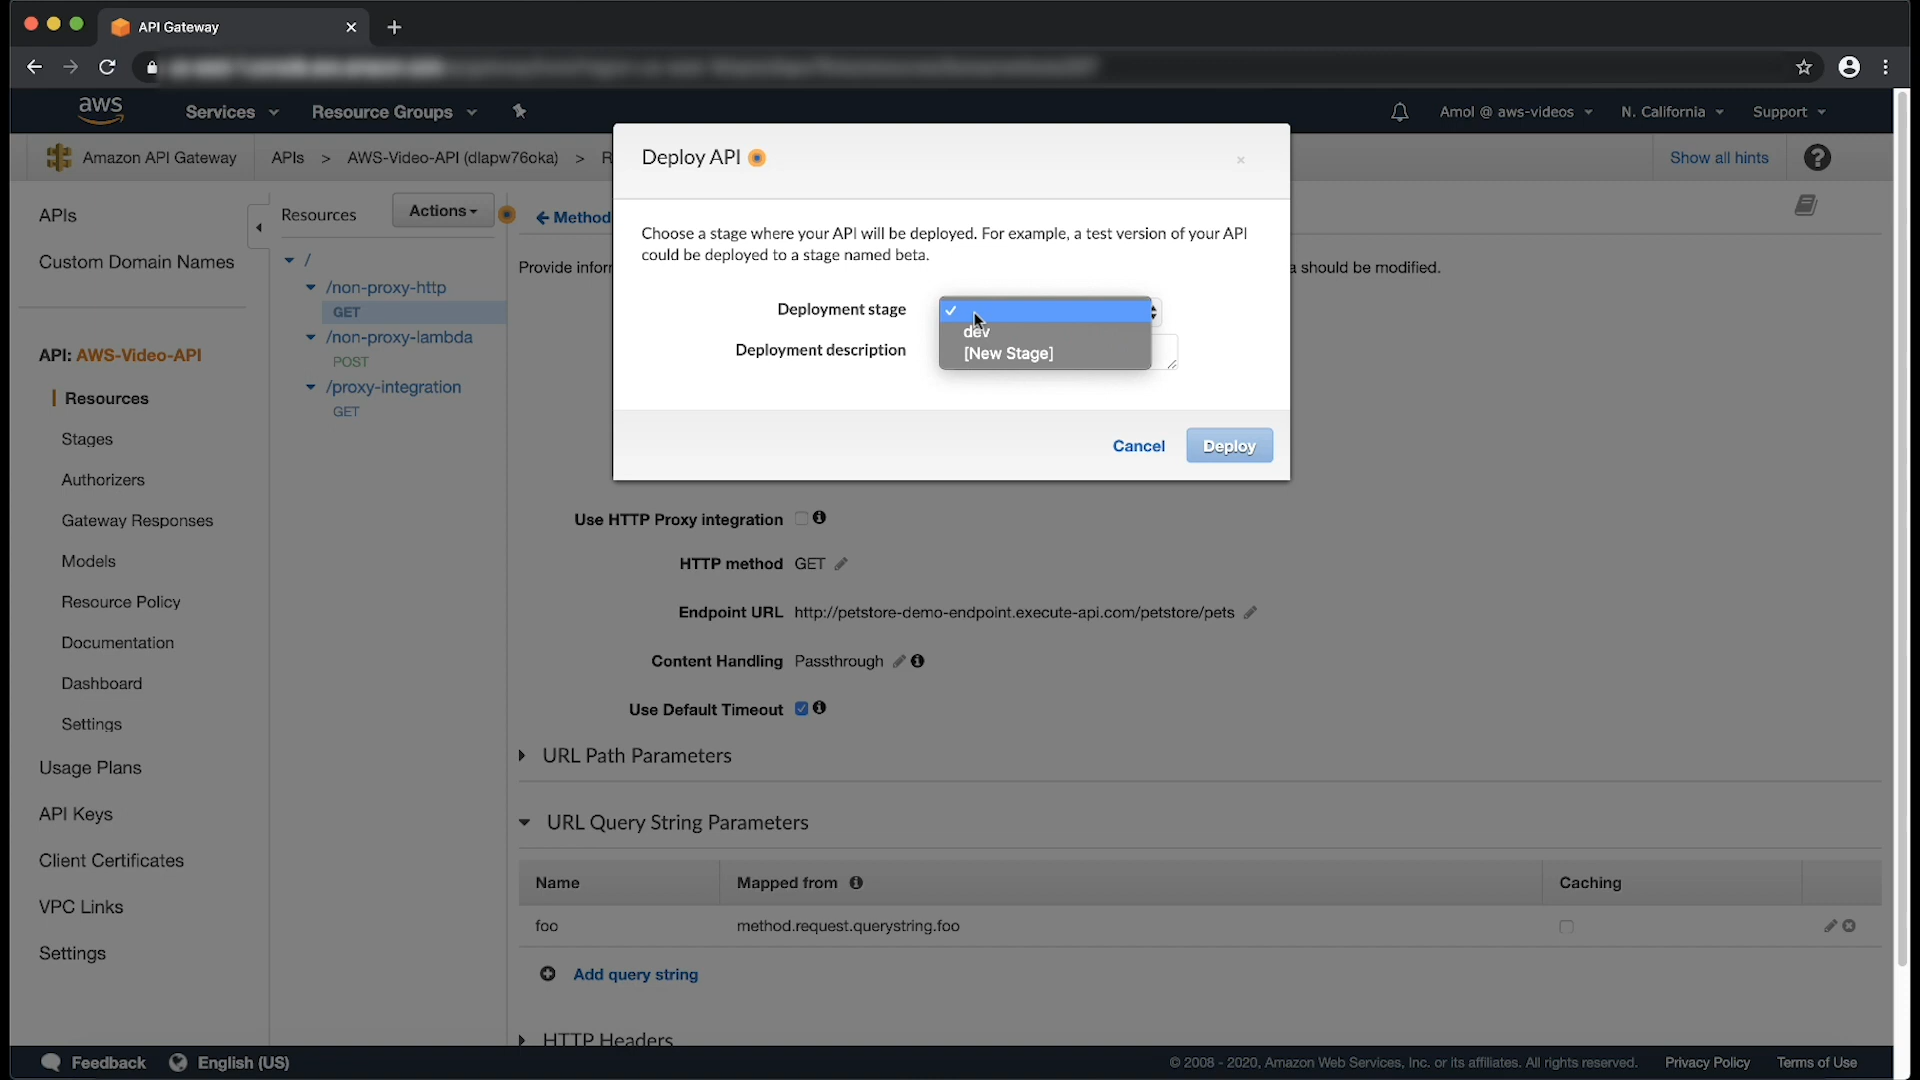 API Gateway
aws
Services
Resource Groups
Amol @ aws-videos
N. California
Support
Amazon API Gateway
APIs > AWS-Video-API (dlapw76oka) > R
Show all hints
Deploy API
Choose a stage where your API will be deployed. For example, a test version of your API
could be deployed to a stage named beta.
Deployment stage
dev
[New Stage]
Deployment description
Cancel
Deploy
APIs
Custom Domain Names
API: AWS-Video-API
Resources
Stages
Authorizers
Gateway Responses
Models
Resource Policy
Documentation
Dashboard
Settings
Usage Plans
API Keys
Client Certificates
VPC Links
Settings
Resources
Actions
/
/non-proxy-http
GET
/non-proxy-lambda
POST
/proxy-integration
GET
Method
Provide infor
a should be modified.
Use HTTP Proxy integration
HTTP method GET
Endpoint URL http://petstore-demo-endpoint.execute-api.com/petstore/pets
Content Handling Passthrough
Use Default Timeout
URL Path Parameters
URL Query String Parameters
Name Mapped from Caching
foo method.request.querystring.foo
Add query string
HTTP Headers
Feedback
English (US)
© 2008 - 2020, Amazon Web Services, Inc. or its affiliates. All rights reserved.
Privacy Policy
Terms of Use